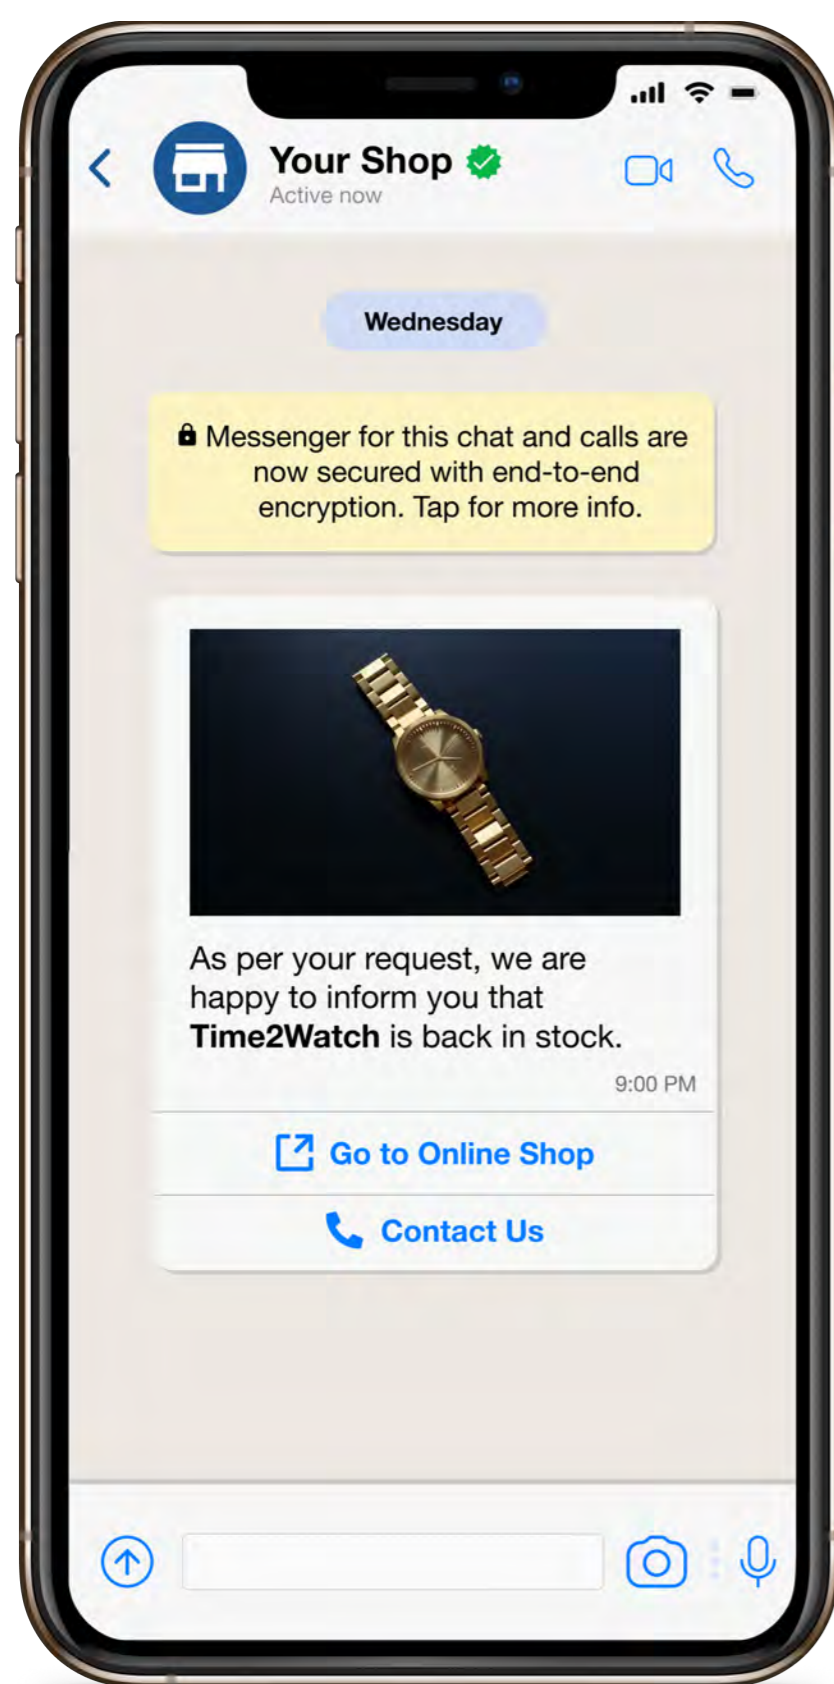 Your Shop
Active now
Wednesday
Messenger for this chat and calls are
now secured with end-to-end
encryption. Tap for more info.
As per your request, we are
happy to inform you that
Time2Watch is back in stock.
9:00 PM
Go to Online Shop
Contact Us